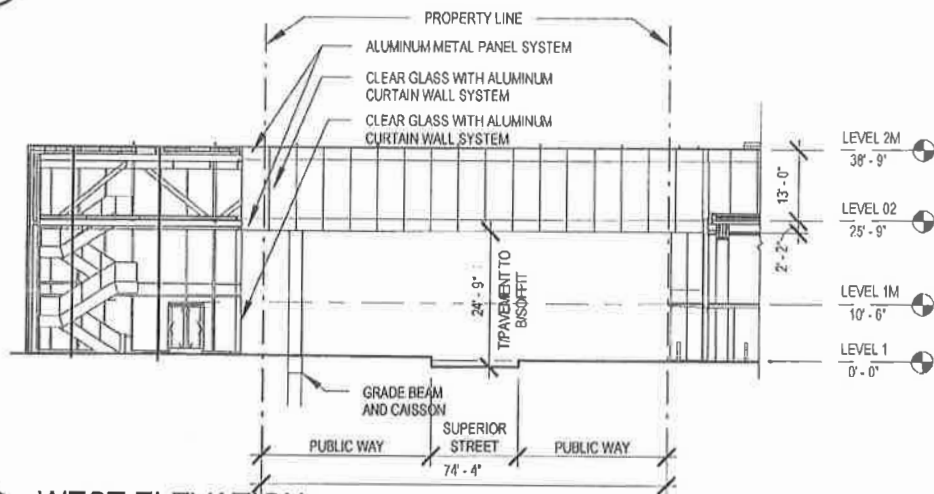 PROPERTY LINE
ALUMINUM METAL PANEL SYSTEM
CLEAR GLASS WITH ALUMINUM
CURTAIN WALL SYSTEM
CLEAR GLASS WITH ALUMINUM
CURTAIN WALL SYSTEM
LEVEL 2M
38' - 9"
13' - 0"
LEVEL 02
25' - 9"
2' - 2"
24' - 9"
T/PAVEMENT TO
B/SOFFIT
LEVEL 1M
10' - 6"
LEVEL 1
0' - 0"
GRADE BEAM
AND CAISSON
PUBLIC WAY
SUPERIOR
STREET
PUBLIC WAY
74' - 4"
WEST ELEVATION